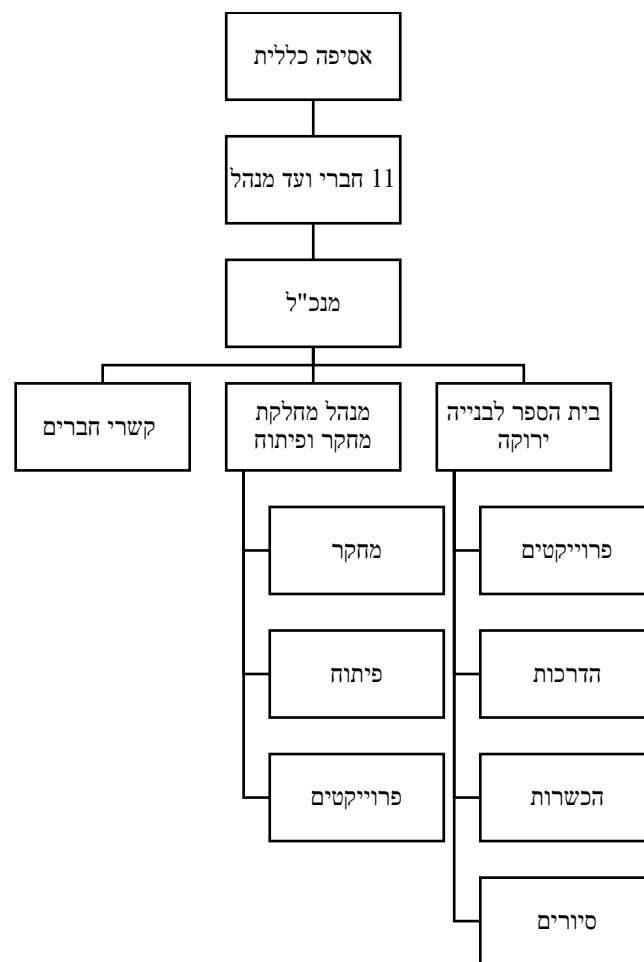 אסיפה כללית
11 חברי ועד מנהל
מנכ"ל
בית הספר לבנייה
ירוקה
מנהל מחלקת
מחקר ופיתוח
קשרי חברים
פרוייקטים
מחקר
הדרכות
פיתוח
הכשרות
פרוייקטים
סיורים